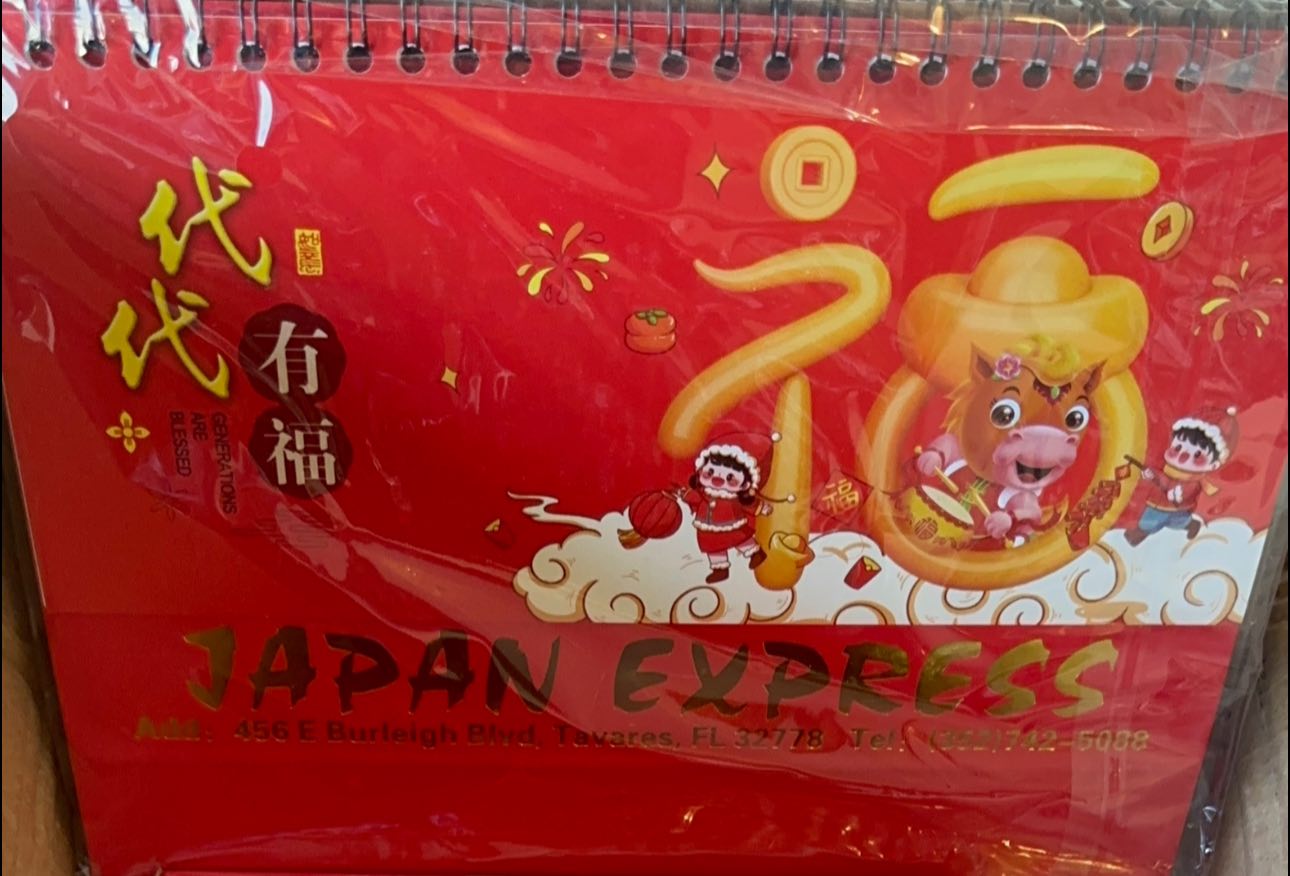 代
代
有
福
GENERATIONS
ARE
BLESSED
福
福
JAPAN EXPRESS
Add: 456 E Burleigh Blvd, Tavares, FL 32778 Tel: (352)742-5088